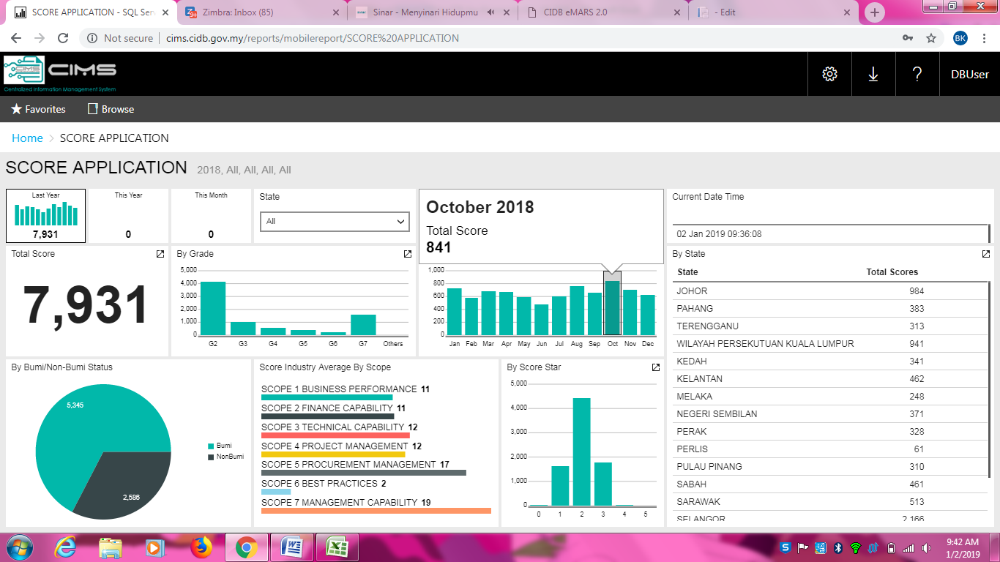 SCORE APPLICATION - SQL Ser
Zimbra: Inbox (85)
Sinar - Menyinari Hidupmu
CIDB eMARS 2.0
- Edit
Not secure
cims.cidb.gov.my/reports/mobilereport/SCORE%20APPLICATION
BK
CIMS
Centralized Information Management System
?
DBUser
Favorites
Browse
Home > SCORE APPLICATION
SCORE APPLICATION 2018, All, All, All, All
Last Year
7,931
This Year
0
This Month
0
State
All
October 2018
Total Score
841
Current Date Time
02 Jan 2019 09:36:08
Total Score
7,931
By Grade
5,000
4,000
3,000
2,000
1,000
0
G2 G3 G4 G5 G6 G7 Others
1,000
800
600
400
200
0
Jan Feb Mar Apr May Jun Jul Aug Sep Oct Nov Dec
By State
State Total Scores
JOHOR 984
PAHANG 383
TERENGGANU 313
WILAYAH PERSEKUTUAN KUALA LUMPUR 941
KEDAH 341
KELANTAN 462
MELAKA 248
NEGERI SEMBILAN 371
PERAK 328
PERLIS 61
PULAU PINANG 310
SABAH 461
SARAWAK 513
SELANGOR 2,166
By Bumi/Non-Bumi Status
5,345
2,586
Bumi
NonBumi
Score Industry Average By Scope
SCOPE 1 BUSINESS PERFORMANCE 11
SCOPE 2 FINANCE CAPABILITY 11
SCOPE 3 TECHNICAL CAPABILITY 12
SCOPE 4 PROJECT MANAGEMENT 12
SCOPE 5 PROCUREMENT MANAGEMENT 17
SCOPE 6 BEST PRACTICES 2
SCOPE 7 MANAGEMENT CAPABILITY 19
By Score Star
5,000
4,000
3,000
2,000
1,000
0
0 1 2 3 4 5
9:42 AM
1/2/2019